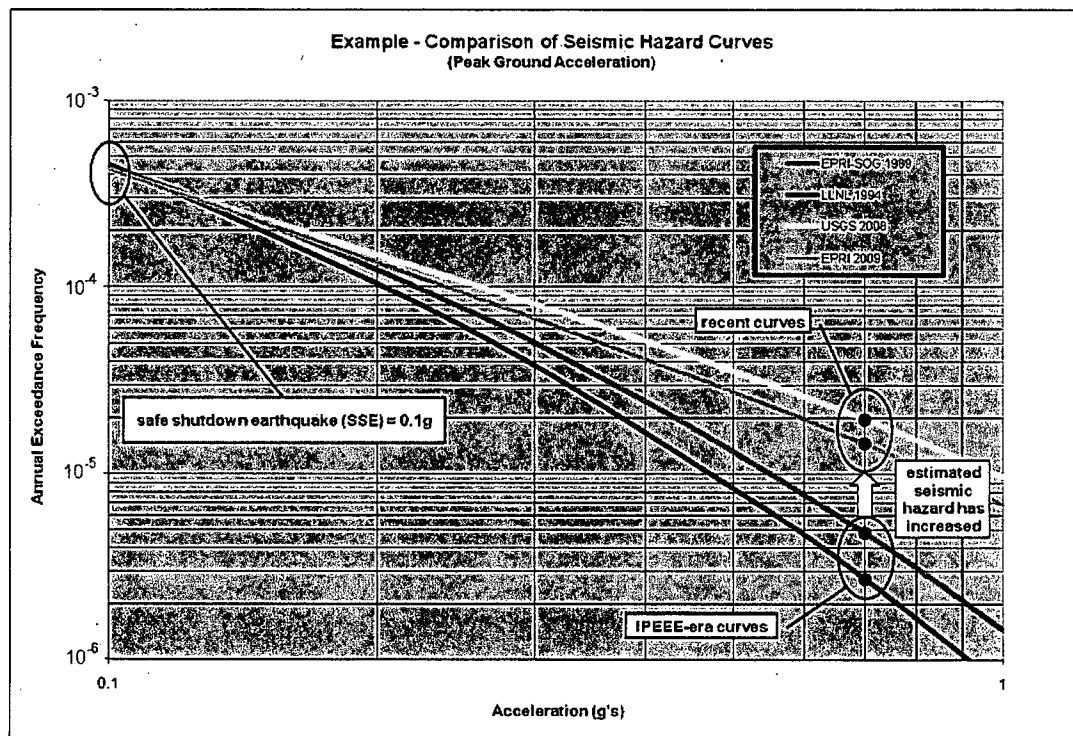 Example - Comparison of Seismic Hazard Curves
(Peak Ground Acceleration)
Annual Exceedance Frequency
10-3
10-4
10-5
10-6
EPRI-SOG 1988
LLNL 1994
USGS 2008
EPRI 2009
recent curves
safe shutdown earthquake (SSE) = 0.1g
estimated
seismic
hazard has
increased
IPEEE-era curves
0.1
1
Acceleration (g's)